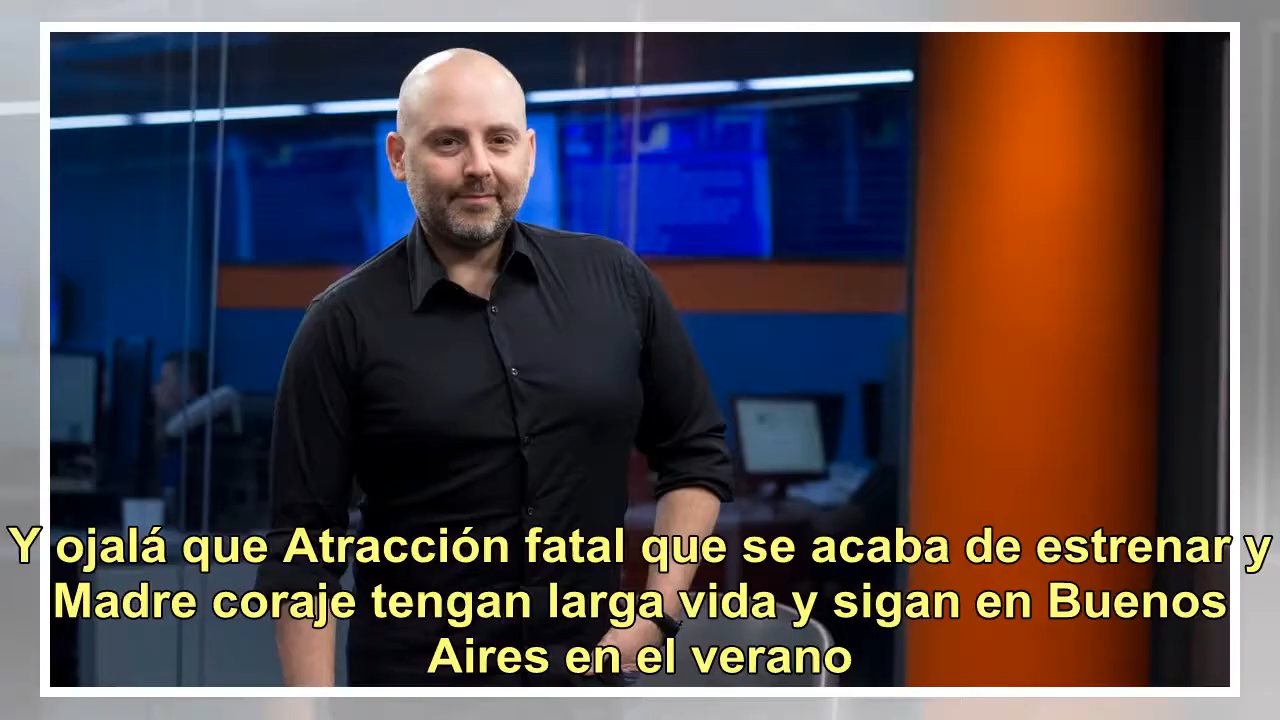 Y ojalá que Atracción fatal que se acaba de estrenar y
Madre coraje tengan larga vida y sigan en Buenos
Aires en el verano